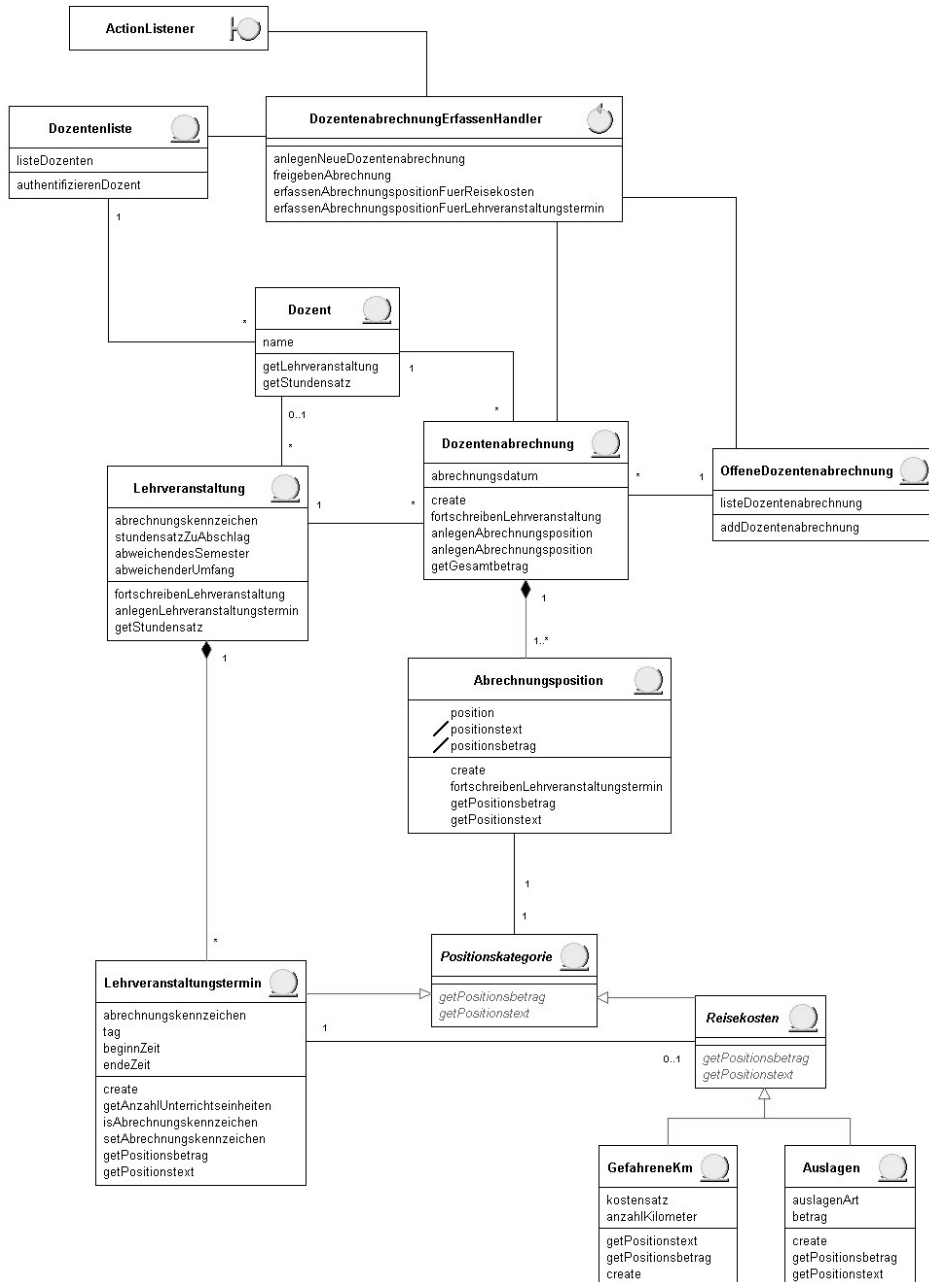 ActionListener
Dozentenliste
listeDozenten
authentifizierenDozent
DozentenabrechnungErfassenHandler
anlegenNeueDozentenabrechnung
freigebenAbrechnung
erfassenAbrechnungspositionFuerReisekosten
erfassenAbrechnungspositionFuerLehrveranstaltungstermin
1
*
Dozent
name
getLehrveranstaltung
getStundensatz
1
*
0..1
*
Lehrveranstaltung
abrechnungskennzeichen
stundensatzZuAbschlag
abweichendesSemester
abweichenderUmfang
fortschreibenLehrveranstaltung
anlegenLehrveranstaltungstermin
getStundensatz
1
*
Dozentenabrechnung
abrechnungsdatum
create
fortschreibenLehrveranstaltung
anlegenAbrechnungsposition
anlegenAbrechnungsposition
getGesamtbetrag
*
1
OffeneDozentenabrechnung
listeDozentenabrechnung
addDozentenabrechnung
1
1..*
1
*
Abrechnungsposition
position
/ positionstext
/ positionsbetrag
create
fortschreibenLehrveranstaltungstermin
getPositionsbetrag
getPositionstext
1
1
Positionskategorie
getPositionsbetrag
getPositionstext
Lehrveranstaltungstermin
abrechnungskennzeichen
tag
beginnZeit
endeZeit
create
getAnzahlUnterrichtseinheiten
isAbrechnungskennzeichen
setAbrechnungskennzeichen
getPositionsbetrag
getPositionstext
1
0..1
Reisekosten
getPositionsbetrag
getPositionstext
GefahreneKm
kostensatz
anzahlKilometer
getPositionstext
getPositionsbetrag
create
Auslagen
auslagenArt
betrag
create
getPositionsbetrag
getPositionstext